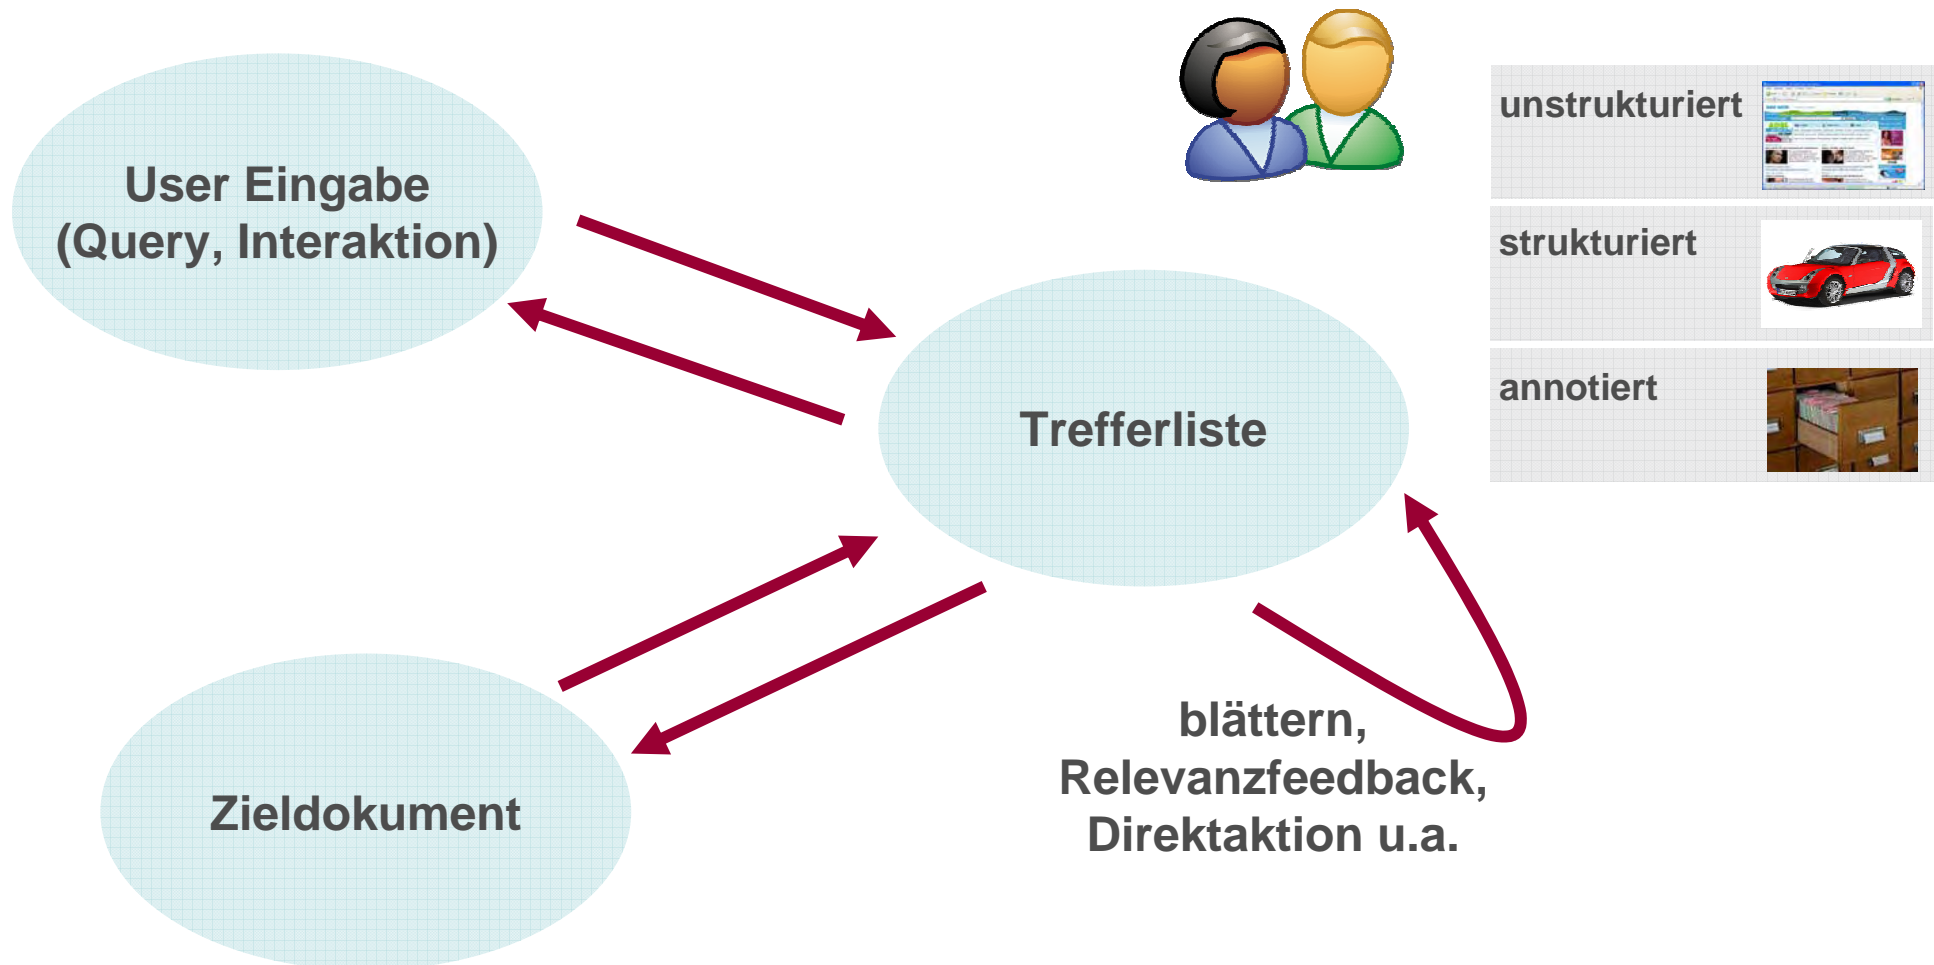 User Eingabe
(Query, Interaktion)
unstrukturiert
strukturiert
annotiert
Trefferliste
blättern,
Relevanzfeedback,
Direktaktion u.a.
Zieldokument